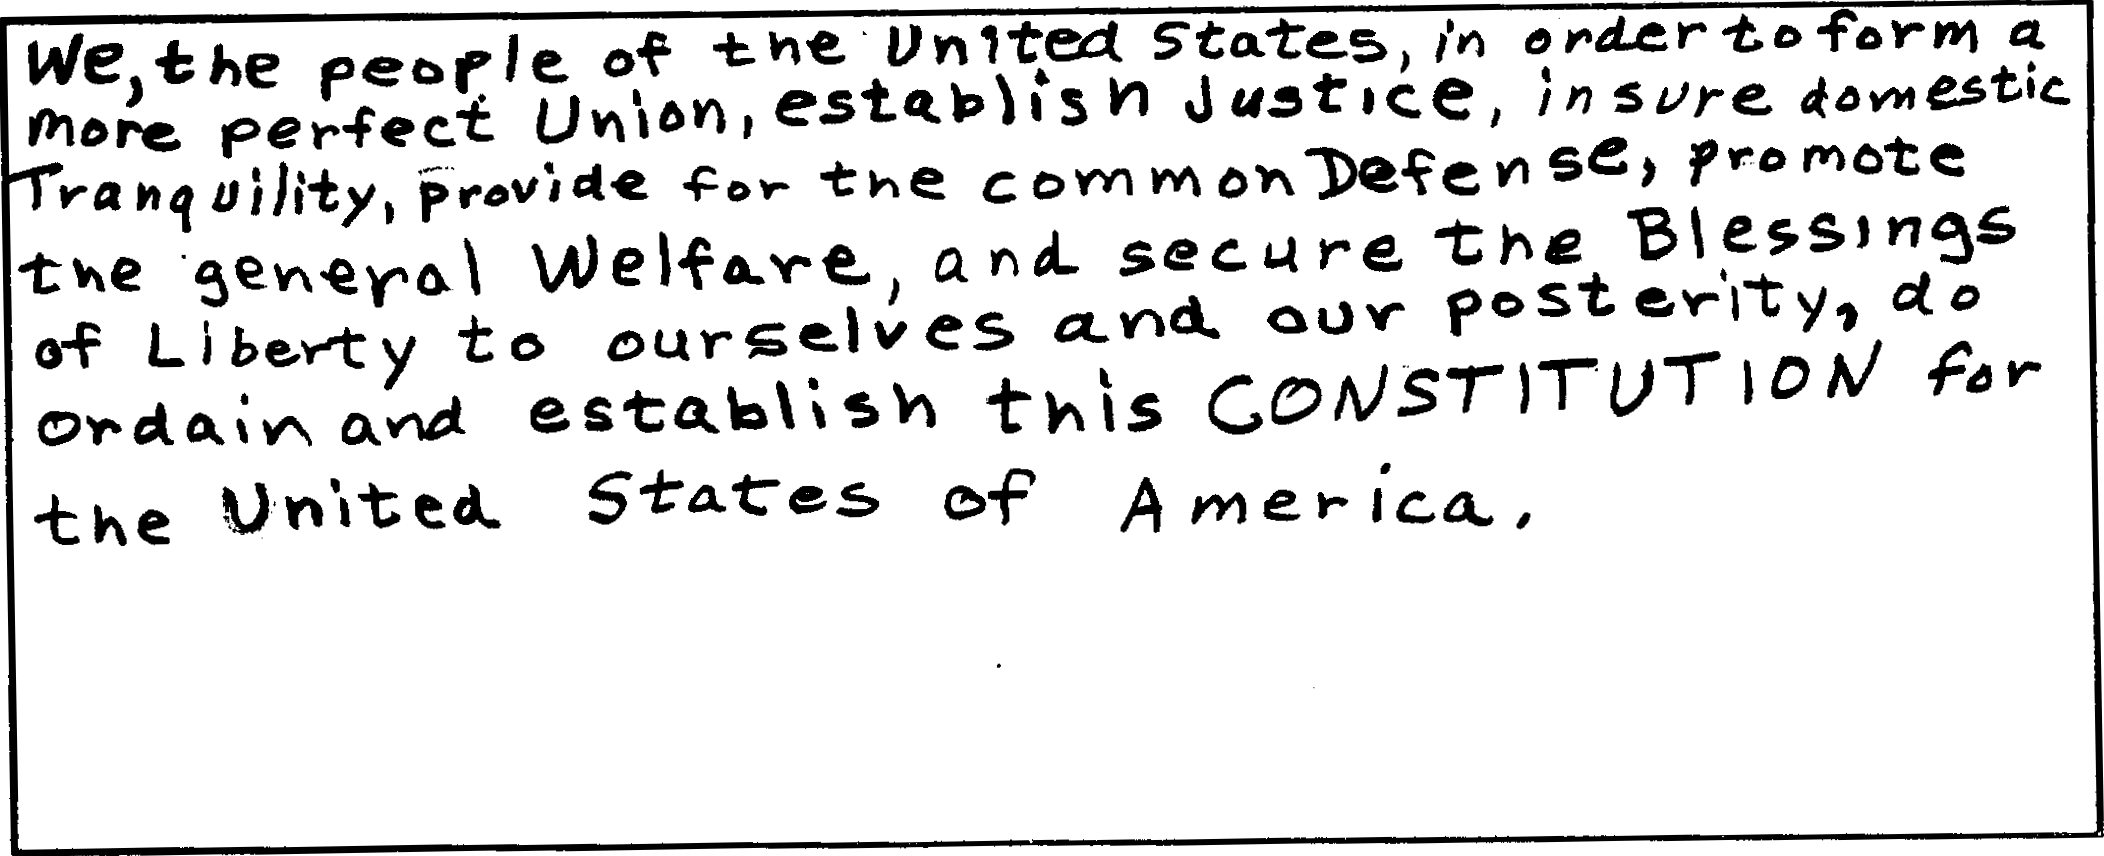 We, the people of the United States, in order to form a
more perfect Union, establish Justice, insure domestic
Tranquility, provide for the common Defense, promote
the general Welfare, and secure the Blessings
of Liberty to ourselves and our posterity, do
ordain and establish this CONSTITUTION for
the United States of America.